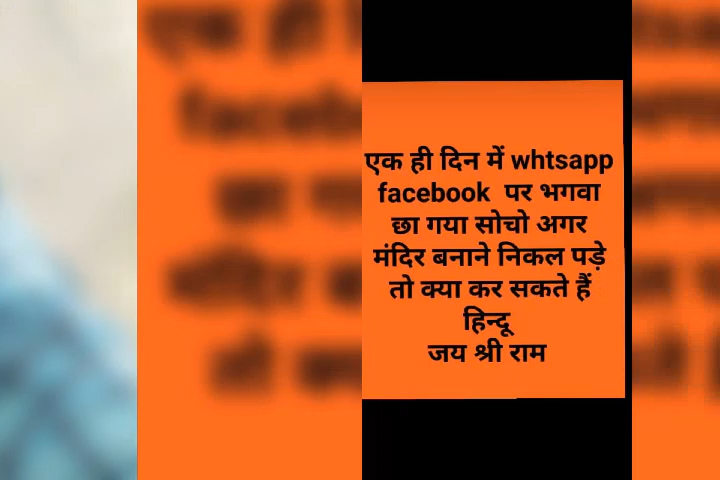 एक ही दिन में whtsapp
facebook पर भगवा
छा गया सोचो अगर
मंदिर बनाने निकल पड़े
तो क्या कर सकते हैं
हिन्दू
जय श्री राम